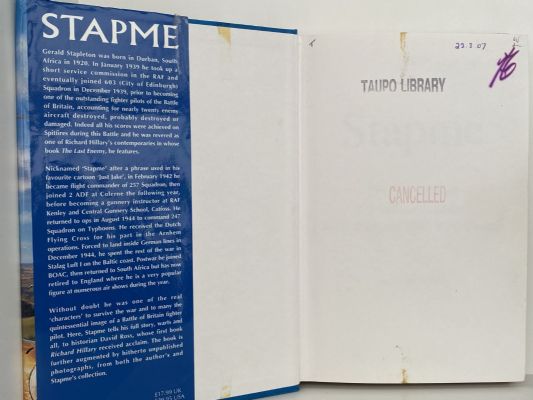 STAPME
Gerald Stapleton was born in Durban, South
Africa in 1920. In January 1939 he took up a
short service commission in the RAF and
eventually joined 603 (City of Edinburgh)
Squadron in December 1939, prior to becoming
one of the outstanding fighter pilots of the Battle
of Britain, accounting for nearly twenty enemy
aircraft destroyed, probably destroyed or
damaged. Indeed all his scores were achieved on
Spitfires during this Battle and he was revered as
one of Richard Hillary's contemporaries in whose
book The Last Enemy, he features.
Nicknamed 'Stapme' after a phrase used in his
favourite cartoon 'Just Jake', in February 1942 he
became flight commander of 257 Squadron, then
joined 2 ADF at Colerne the following year,
before becoming a gunnery instructor at RAF
Kenley and Central Gunnery School, Catfoss. He
returned to ops in August 1944 to command 247
Squadron on Typhoons. He received the Dutch
Flying Cross for his part in the Arnhem
operations. Forced to land inside German lines in
December 1944, he spent the rest of the war in
Stalag Luft I on the Baltic coast. Postwar he joined
BOAC, then returned to South Africa but has now
retired to England where he is a very popular
figure at numerous air shows during the year.
Without doubt he was one of the real
'characters' to survive the war and to many the
quintessential image of a Battle of Britain fighter
pilot. Here, Stapme tells his full story, warts and
all, to historian David Ross, whose first book
Richard Hillary received acclaim. The book is
further augmented by hitherto unpublished
photographs, from both the author's and
Stapme's collection.
£17.99 UK
TAUPO LIBRARY
CANCELLED